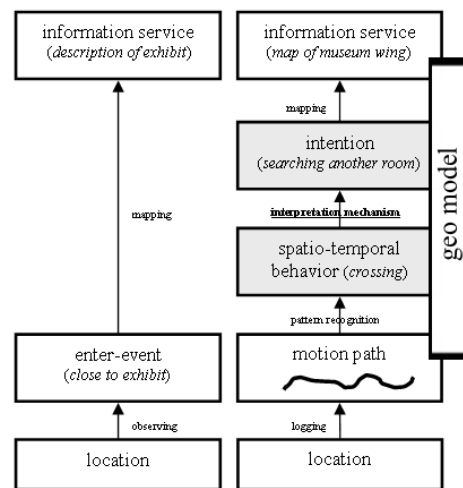 information service
(description of exhibit)
mapping
enter-event
(close to exhibit)
observing
location
information service
(map of museum wing)
mapping
intention
(searching another room)
interpretation mechanism
spatio-temporal
behavior (crossing)
pattern recognition
motion path
logging
location
geo model